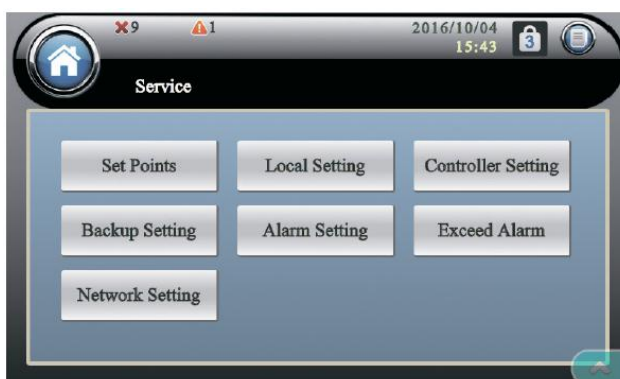 9 1 2016/10/04
15:43 3
Service
Set Points Local Setting Controller Setting
Backup Setting Alarm Setting Exceed Alarm
Network Setting